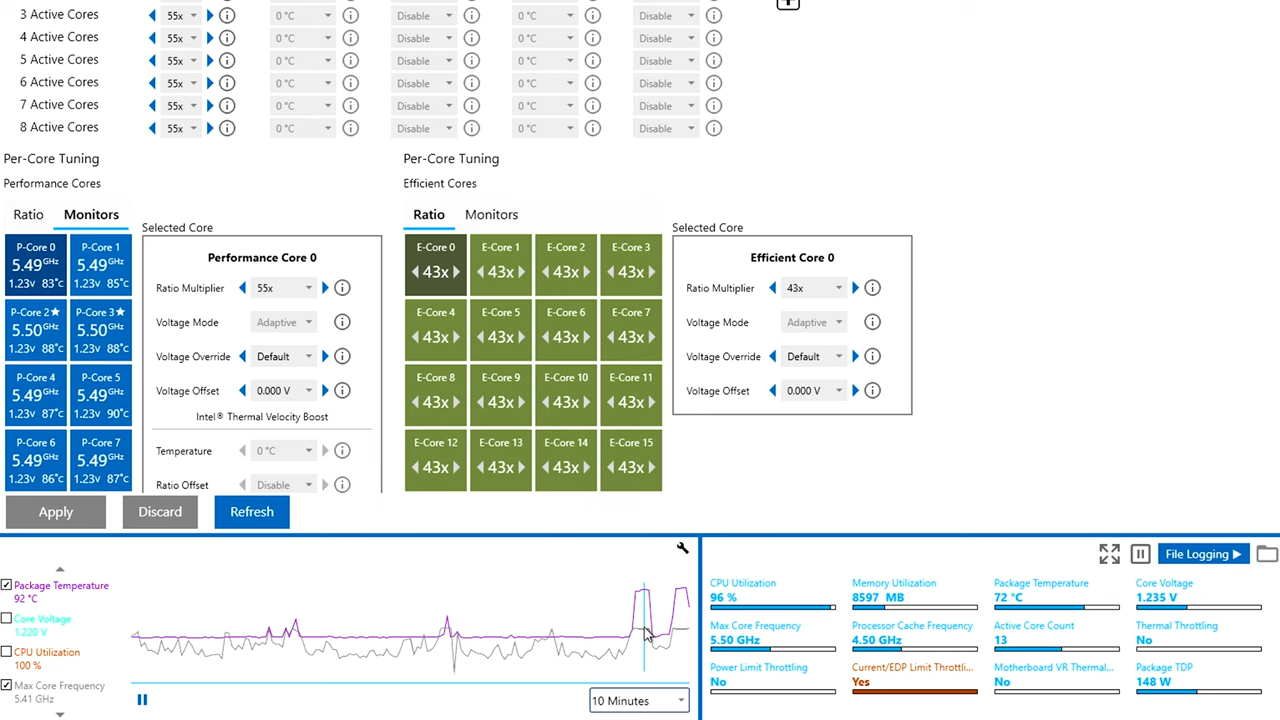 3 Active Cores 55x 0 °C Disable 0 °C Disable
4 Active Cores 55x 0 °C Disable 0 °C Disable
5 Active Cores 55x 0 °C Disable 0 °C Disable
6 Active Cores 55x 0 °C Disable 0 °C Disable
7 Active Cores 55x 0 °C Disable 0 °C Disable
8 Active Cores 55x 0 °C Disable 0 °C Disable
Per-Core Tuning
Performance Cores
Ratio Monitors
P-Core 0 P-Core 1
5.49GHz 5.49GHz
1.23v 83°c 1.23v 85°c
P-Core 2★ P-Core 3★
5.50GHz 5.50GHz
1.23v 88°c 1.23v 88°c
P-Core 4 P-Core 5
5.49GHz 5.49GHz
1.23v 87°c 1.23v 90°c
P-Core 6 P-Core 7
5.49GHz 5.49GHz
1.23v 86°c 1.23v 87°c
Selected Core
Performance Core 0
Ratio Multiplier 55x
Voltage Mode Adaptive
Voltage Override Default
Voltage Offset 0.000 V
Intel® Thermal Velocity Boost
Temperature 0 °C
Ratio Offset Disable
Per-Core Tuning
Efficient Cores
Ratio Monitors
E-Core 0 E-Core 1 E-Core 2 E-Core 3
43x 43x 43x 43x
E-Core 4 E-Core 5 E-Core 6 E-Core 7
43x 43x 43x 43x
E-Core 8 E-Core 9 E-Core 10 E-Core 11
43x 43x 43x 43x
E-Core 12 E-Core 13 E-Core 14 E-Core 15
43x 43x 43x 43x
Selected Core
Efficient Core 0
Ratio Multiplier 43x
Voltage Mode Adaptive
Voltage Override Default
Voltage Offset 0.000 V
Apply Discard Refresh
Package Temperature
92 °C
Core Voltage
1.220 V
CPU Utilization
100 %
Max Core Frequency
5.41 GHz
10 Minutes
File Logging
CPU Utilization Memory Utilization Package Temperature Core Voltage
96 % 8597 MB 72 °C 1.235 V
Max Core Frequency Processor Cache Frequency Active Core Count Thermal Throttling
5.50 GHz 4.50 GHz 13 No
Power Limit Throttling Current/EDP Limit Throttli... Motherboard VR Thermal... Package TDP
No Yes No 148 W